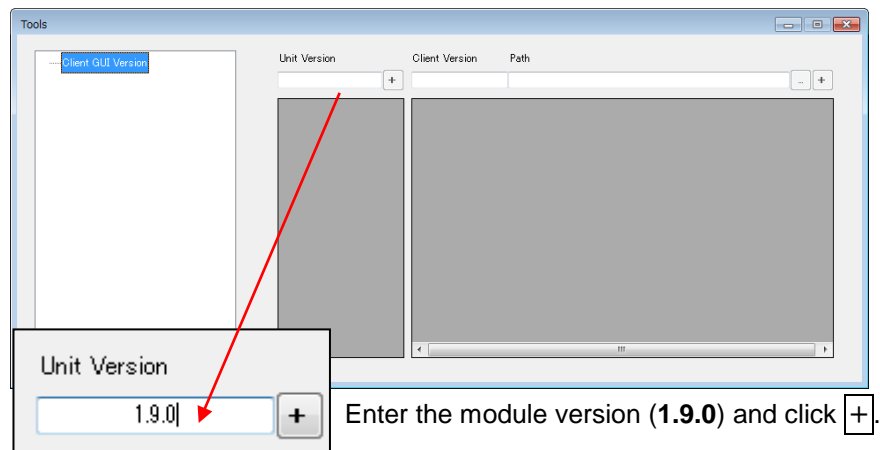 Tools
Client GUI Version
Unit Version Client Version Path
+ ... +
Unit Version
1.9.0 +
Enter the module version (1.9.0) and click +.